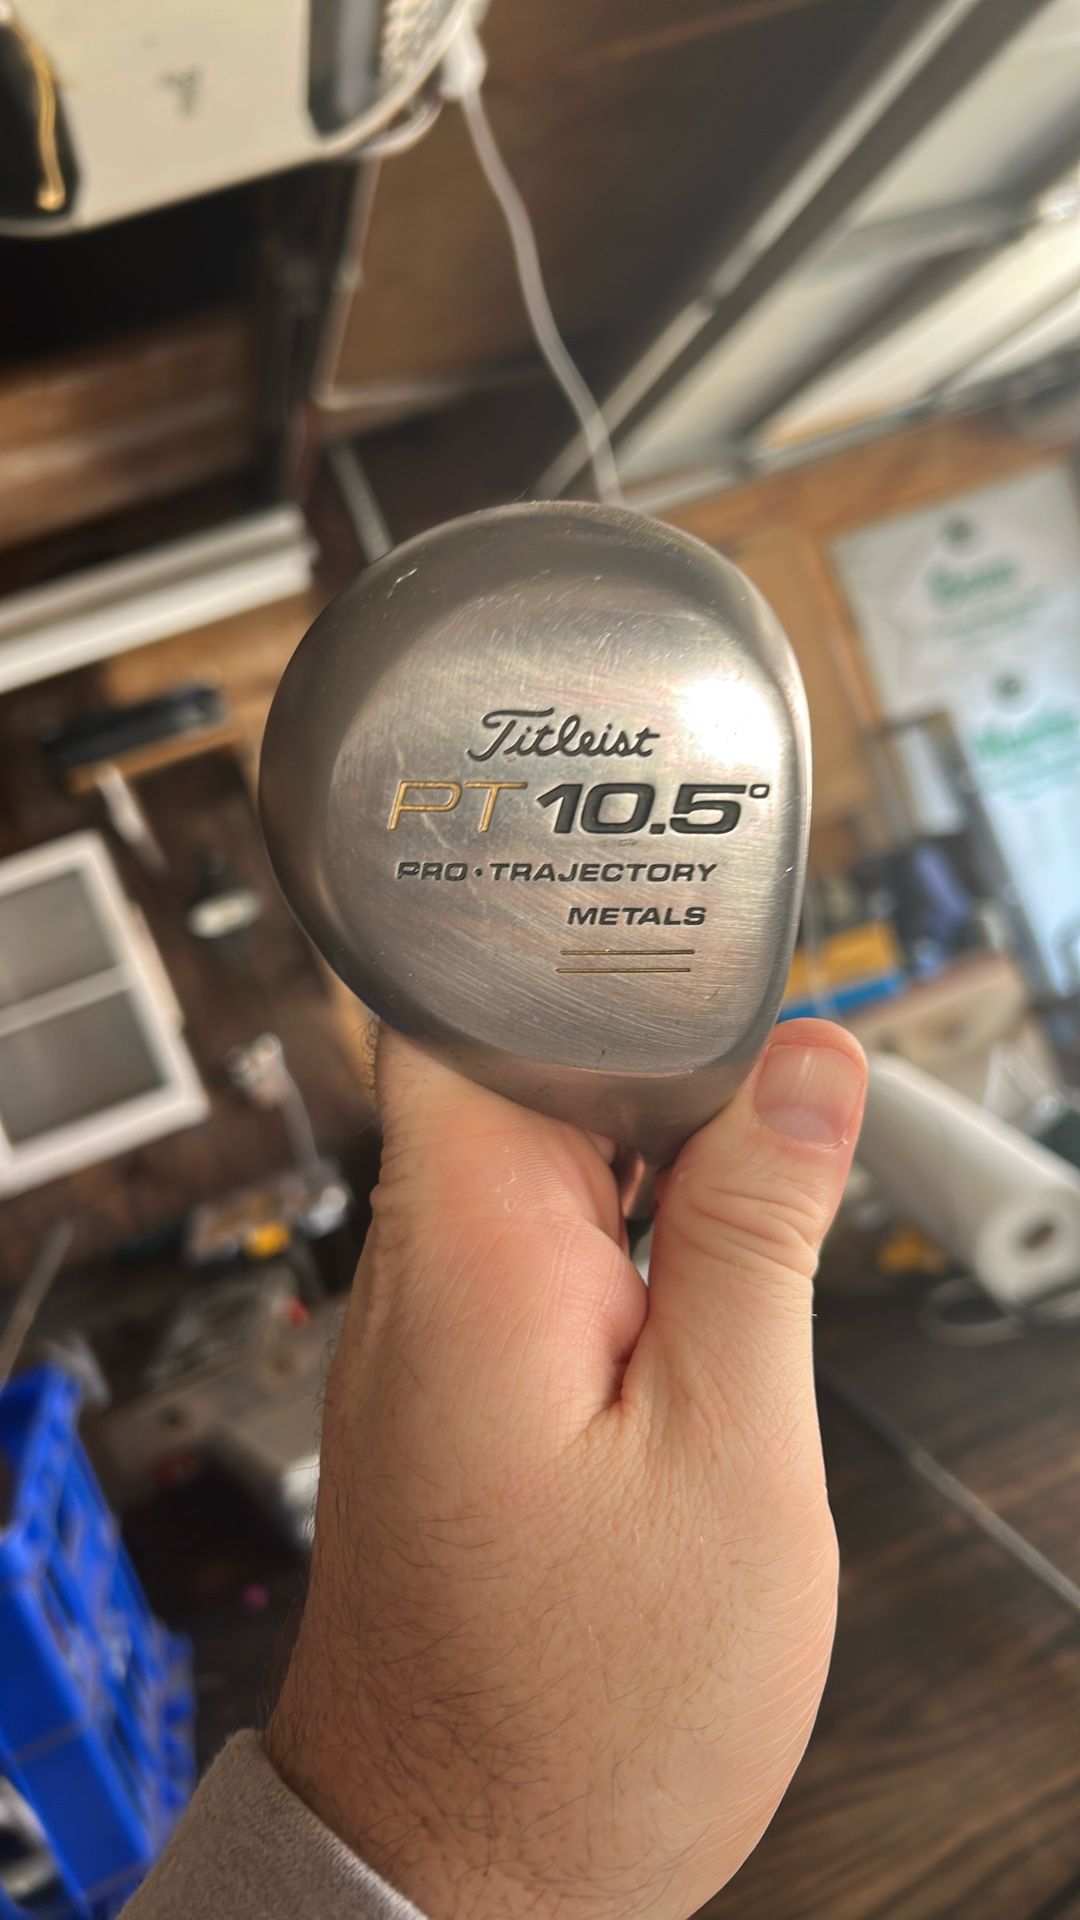 Titleist
PT 10.5°
PRO • TRAJECTORY
METALS